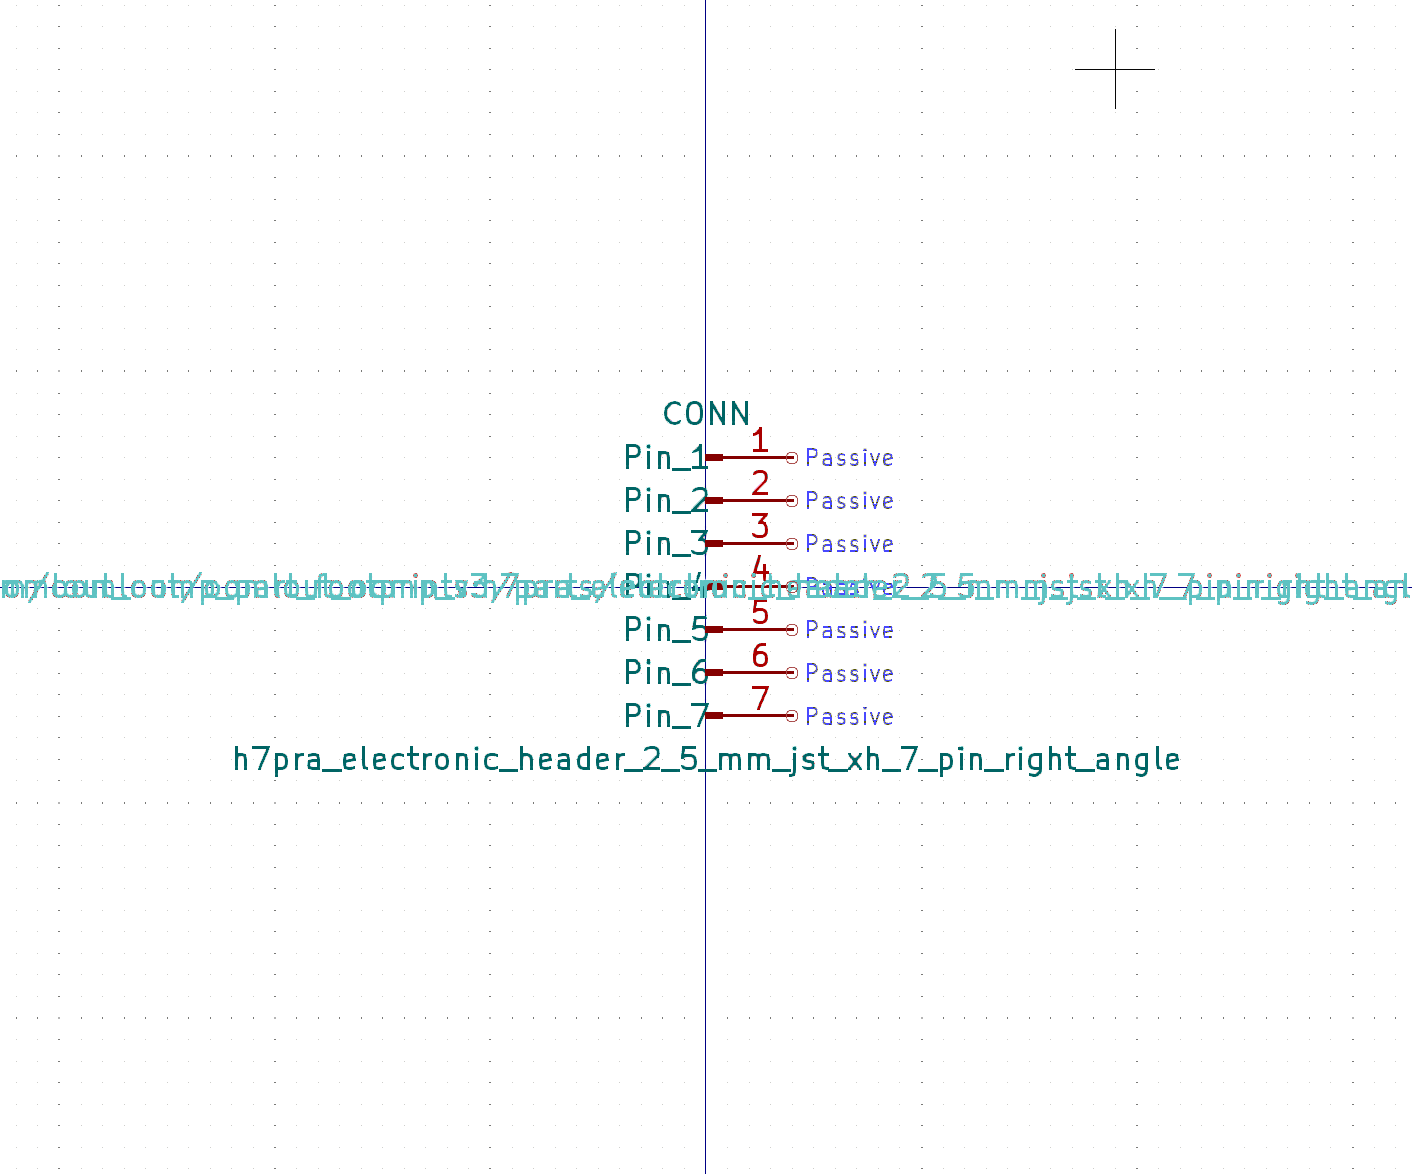 CONN
Pin_1 1 Passive
Pin_2 2 Passive
Pin_3 3 Passive
Pin_4 4 Passive
Pin_5 5 Passive
Pin_6 6 Passive
Pin_7 7 Passive
h7pra_electronic_header_2_5_mm_jst_xh_7_pin_right_angle